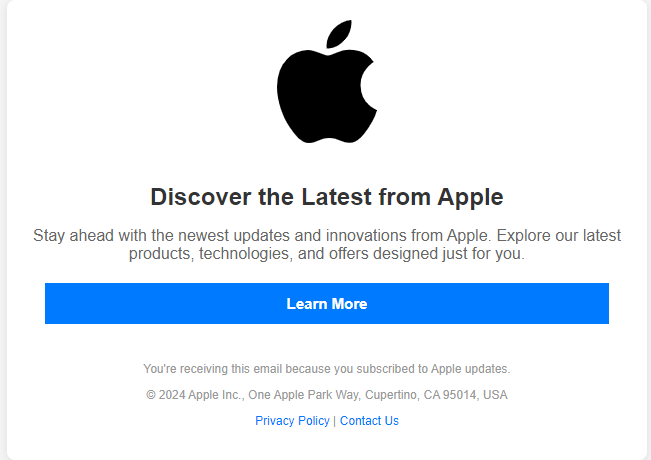 Discover the Latest from Apple
Stay ahead with the newest updates and innovations from Apple. Explore our latest
products, technologies, and offers designed just for you.
Learn More
You're receiving this email because you subscribed to Apple updates.
© 2024 Apple Inc., One Apple Park Way, Cupertino, CA 95014, USA
Privacy Policy | Contact Us